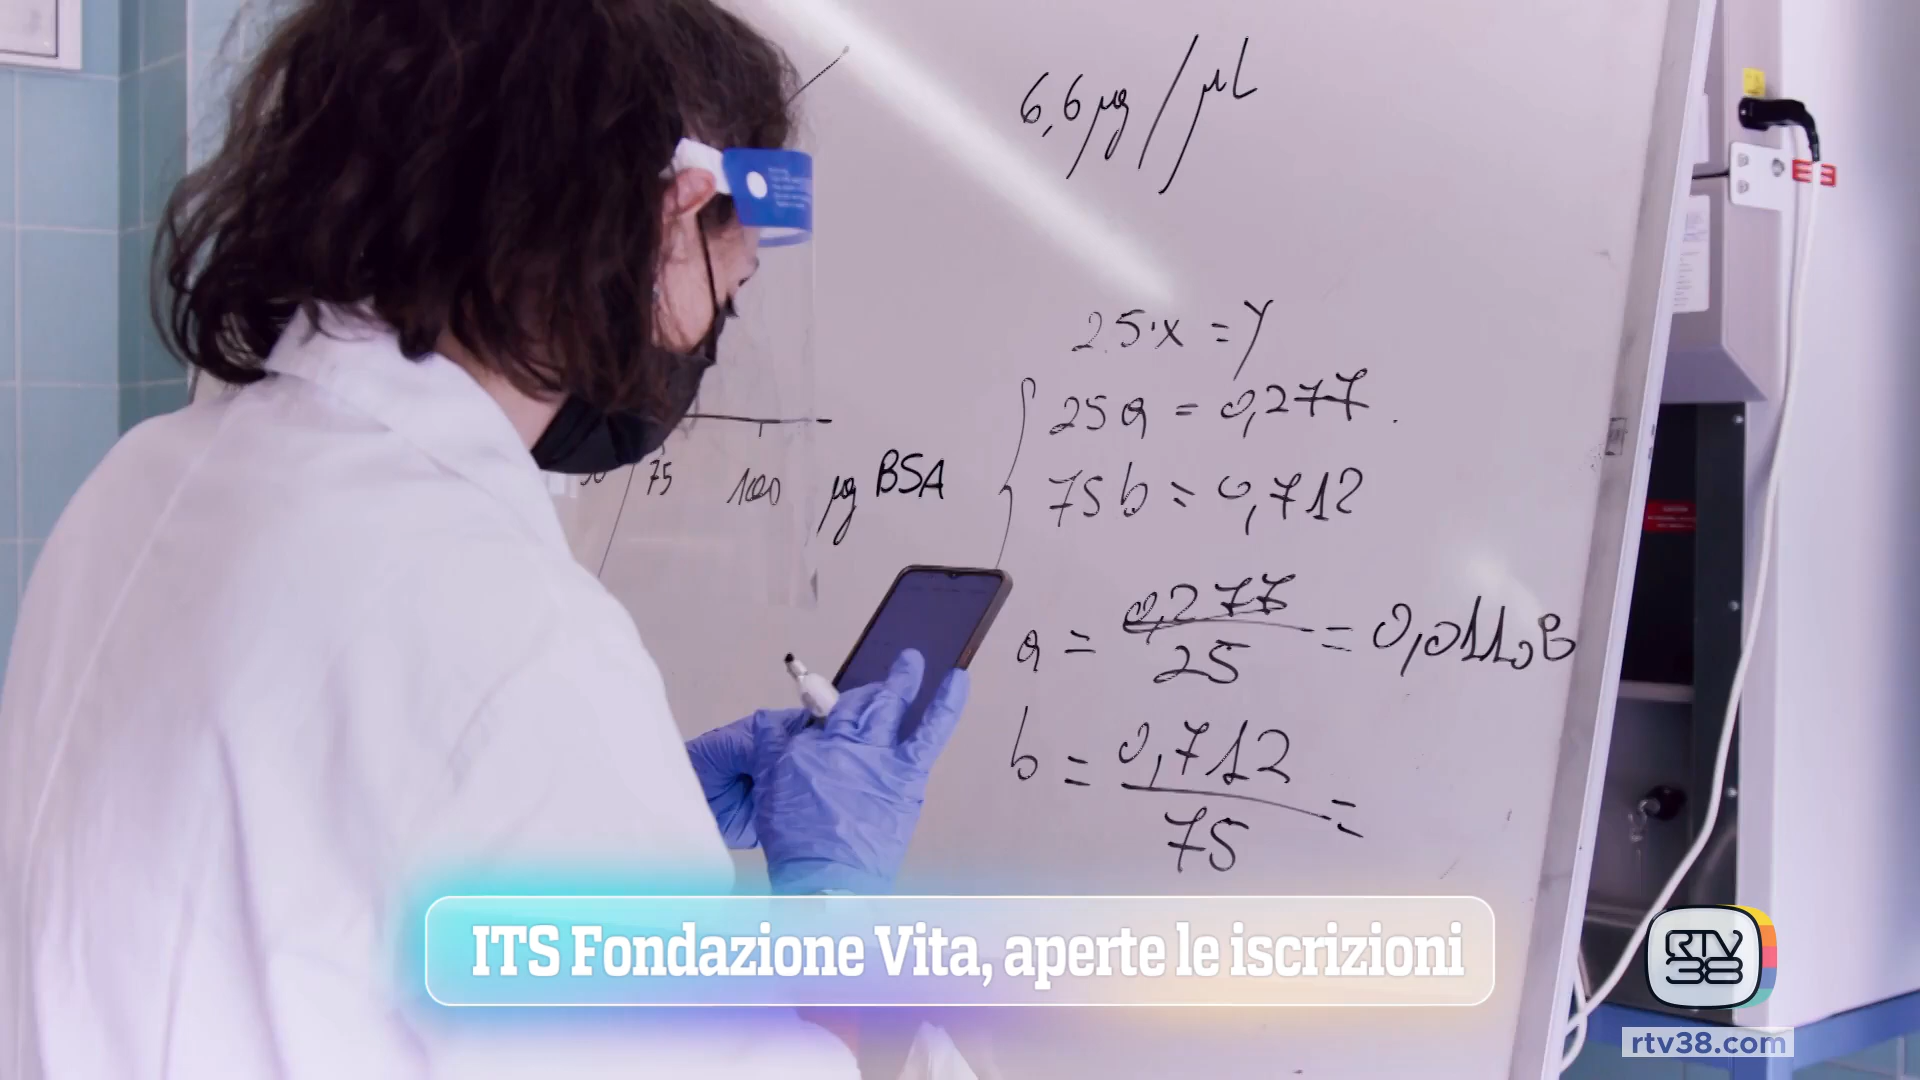 6,6 µg/µL
25·x = y
25a = 0,277
75b = 0,712
75 100 µg BSA
a = 0,277 / 25 = 0,01108
b = 0,712 / 75 =
ITS Fondazione Vita, aperte le iscrizioni
RTV
38
rtv38.com